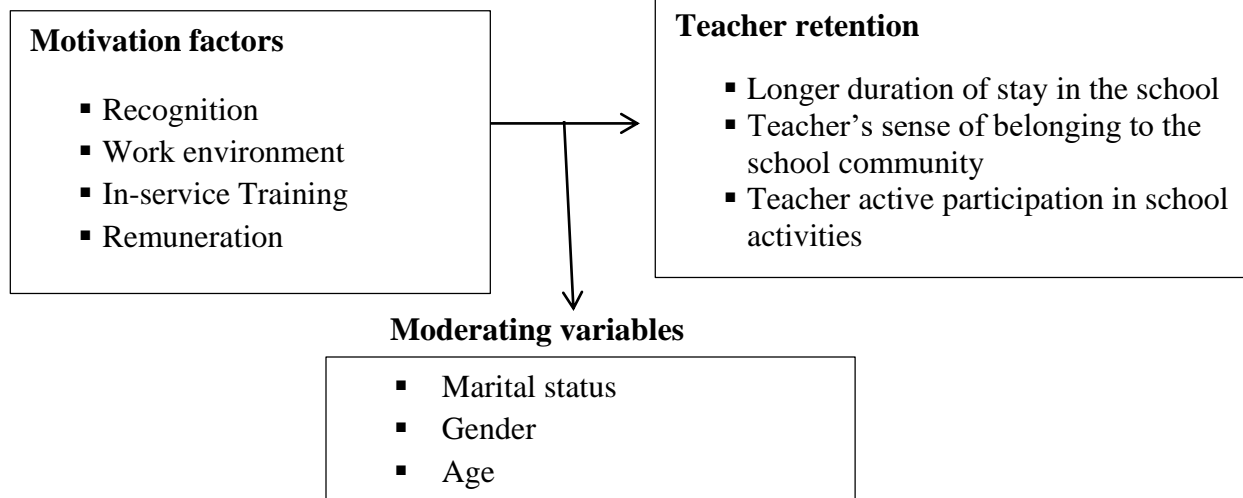 Motivation factors
▪ Recognition
▪ Work environment
▪ In-service Training
▪ Remuneration
Teacher retention
▪ Longer duration of stay in the school
▪ Teacher’s sense of belonging to the
school community
▪ Teacher active participation in school
activities
Moderating variables
▪ Marital status
▪ Gender
▪ Age